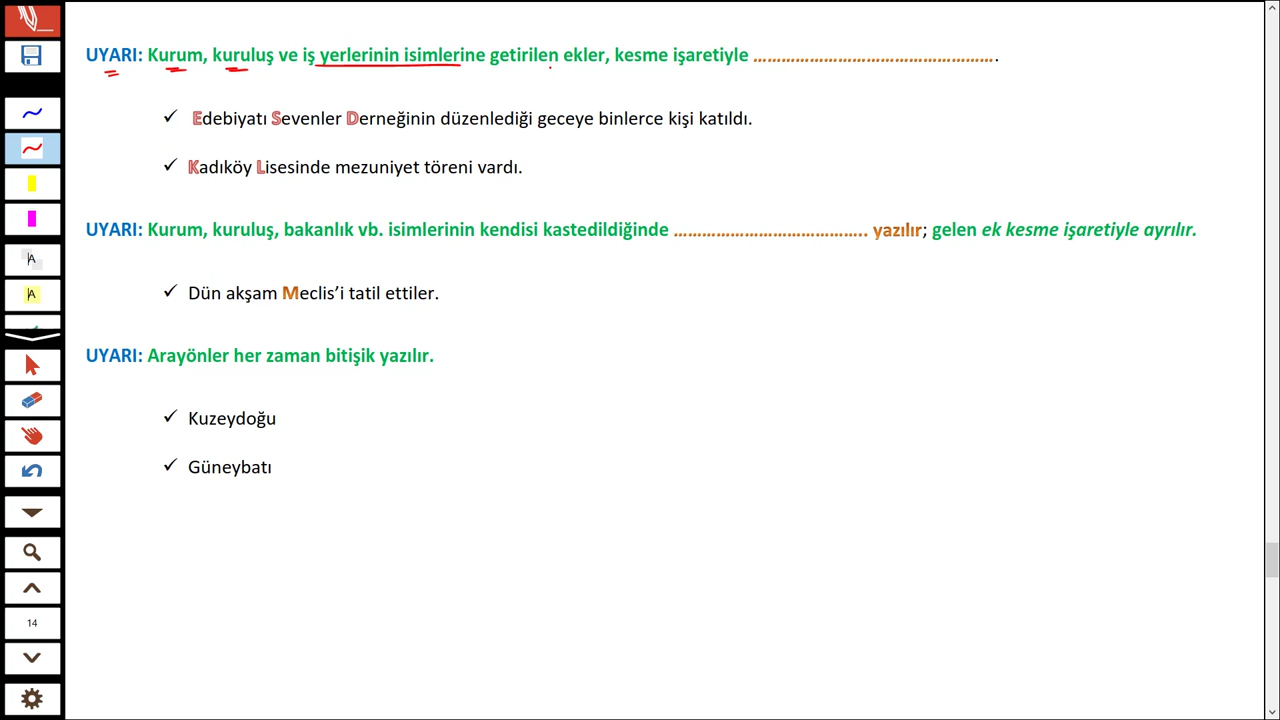 UYARI: Kurum, kuruluş ve iş yerlerinin isimlerine getirilen ekler, kesme işaretiyle …………………………………………….
✓ Edebiyatı Sevenler Derneğinin düzenlediği geceye binlerce kişi katıldı.
✓ Kadıköy Lisesinde mezuniyet töreni vardı.
UYARI: Kurum, kuruluş, bakanlık vb. isimlerinin kendisi kastedildiğinde ………………………………….. yazılır; gelen ek kesme işaretiyle ayrılır.
✓ Dün akşam Meclis’i tatil ettiler.
UYARI: Arayönler her zaman bitişik yazılır.
✓ Kuzeydoğu
✓ Güneybatı
A
A
14